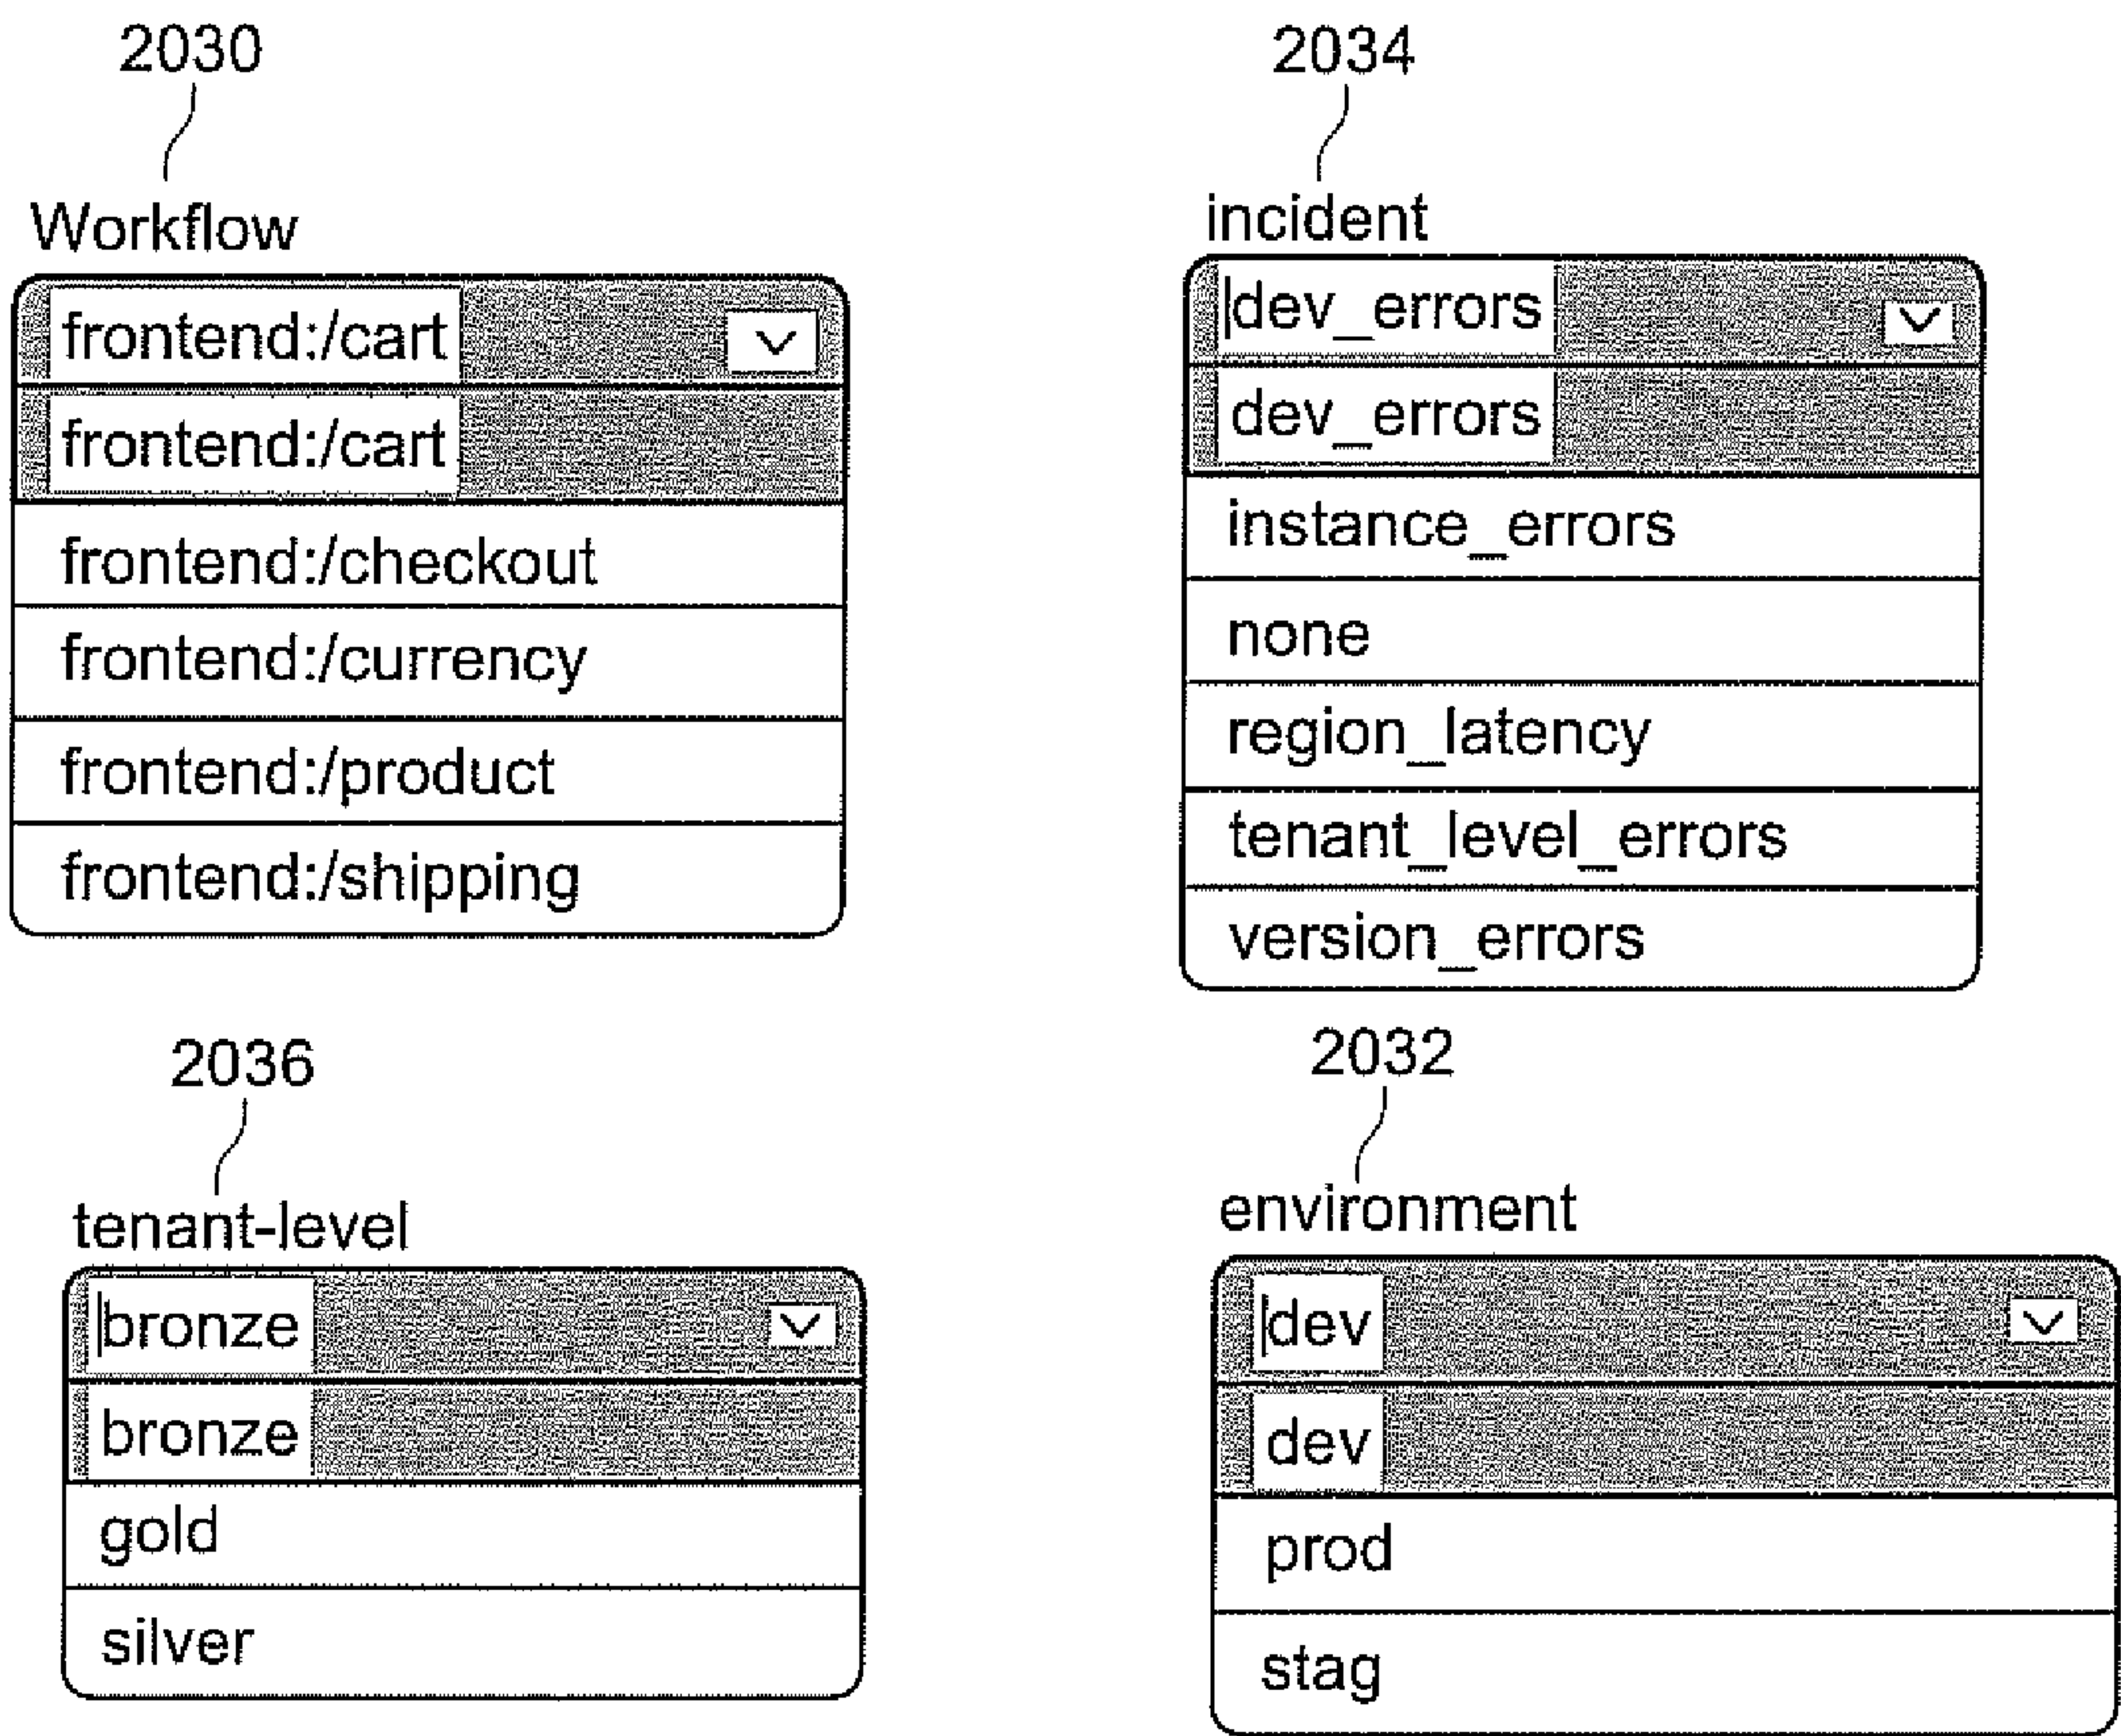 2030
Workflow
frontend:/cart
frontend:/cart
frontend:/checkout
frontend:/currency
frontend:/product
frontend:/shipping
2034
incident
dev_errors
dev_errors
instance_errors
none
region_latency
tenant_level_errors
version_errors
2036
tenant-level
bronze
bronze
gold
silver
2032
environment
dev
dev
prod
stag